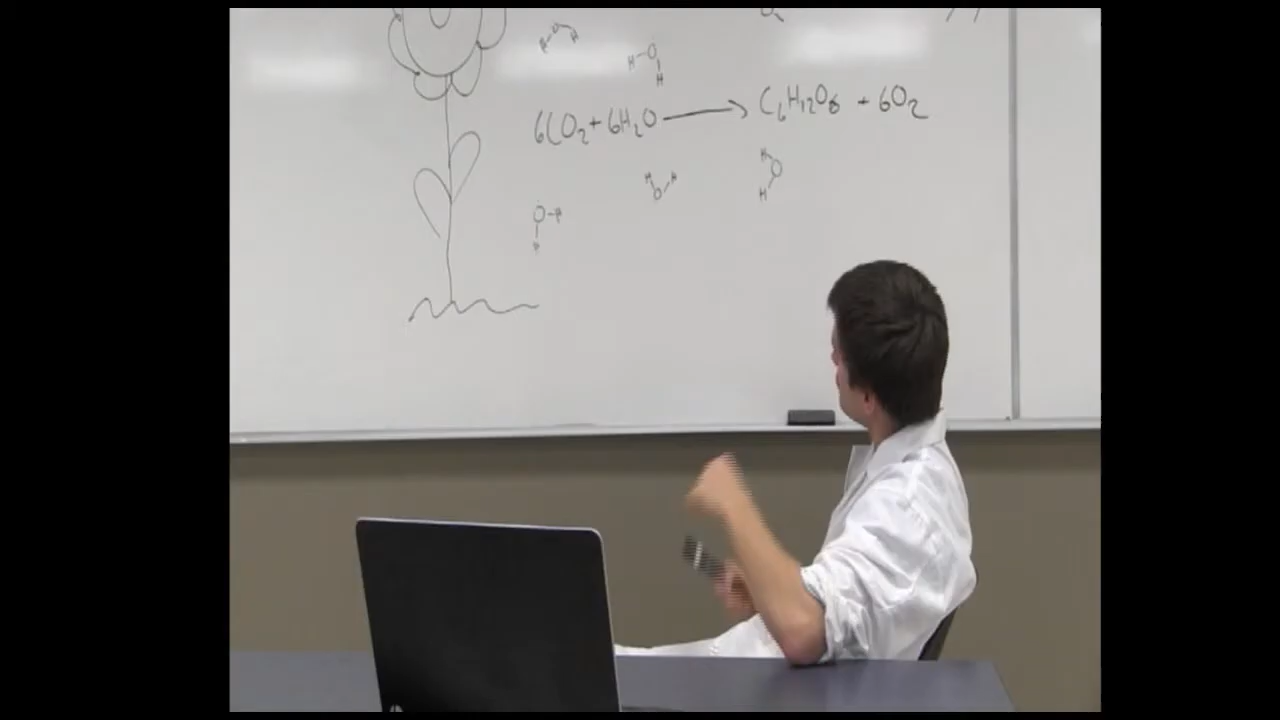 H-O H
H-O
H
6CO2 + 6H2O → C6H12O6 + 6O2
H
O
H
H O-H
O-H
H